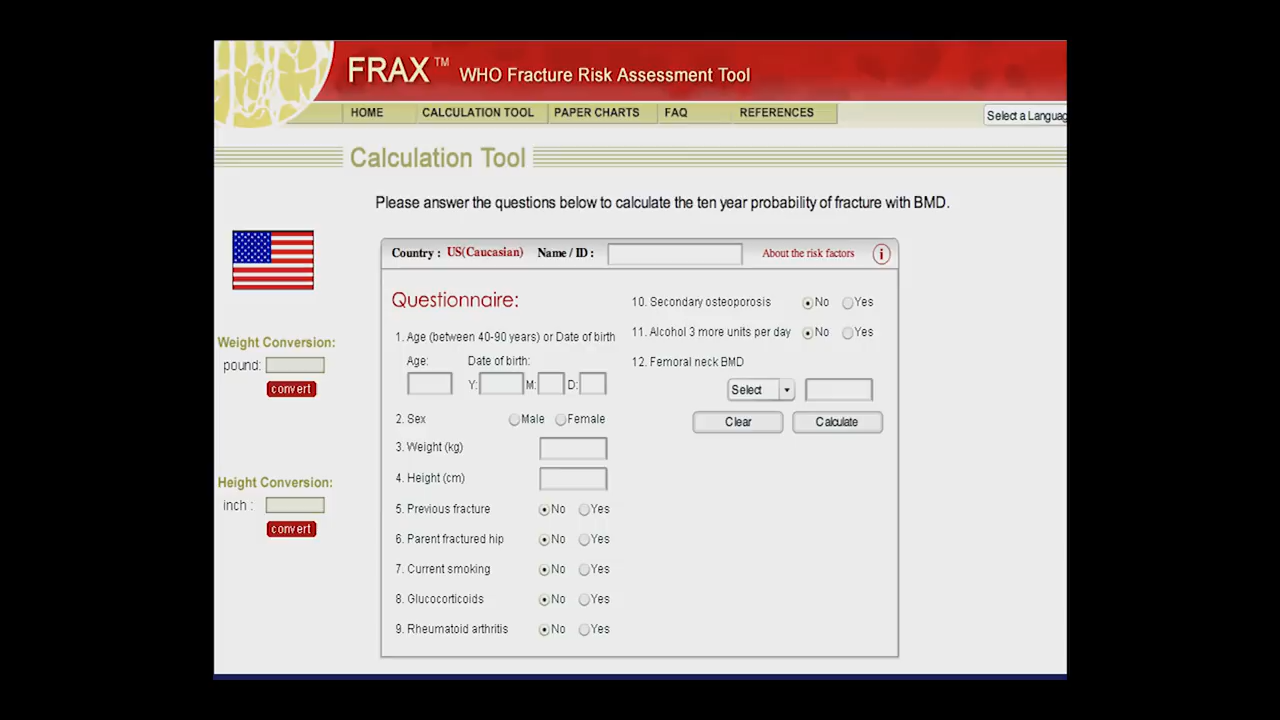 FRAX™ WHO Fracture Risk Assessment Tool
HOME CALCULATION TOOL PAPER CHARTS FAQ REFERENCES Select a Languag
Calculation Tool
Please answer the questions below to calculate the ten year probability of fracture with BMD.
Country : US(Caucasian) Name / ID : About the risk factors i
Weight Conversion:
pound:
convert
Height Conversion:
inch :
convert
Questionnaire:
1. Age (between 40-90 years) or Date of birth
Age: Date of birth:
Y: M: D:
2. Sex Male Female
3. Weight (kg)
4. Height (cm)
5. Previous fracture No Yes
6. Parent fractured hip No Yes
7. Current smoking No Yes
8. Glucocorticoids No Yes
9. Rheumatoid arthritis No Yes
10. Secondary osteoporosis No Yes
11. Alcohol 3 more units per day No Yes
12. Femoral neck BMD
Select
Clear Calculate